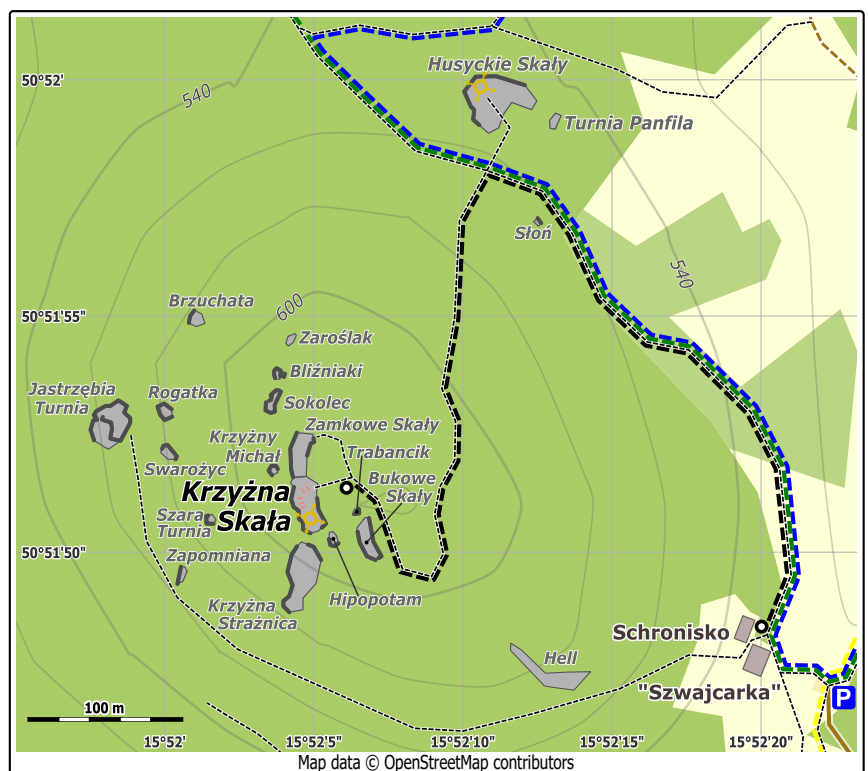 50°52'
540
Husyckie Skały
Turnia Panfila
Słoń
540
Brzuchata
600
50°51'55"
Zaroślak
Bliźniaki
Jastrzębia
Turnia
Rogatka
Sokolec
Zamkowe Skały
Krzyżny
Michał
Trabancik
Swarożyc
Bukowe
Skały
Krzyżna
Skała
Szara
Turnia
50°51'50"
Zapomniana
Krzyżna
Strażnica
Hipopotam
Schronisko
Hell
"Szwajcarka"
P
100 m
15°52'
15°52'5"
15°52'10"
15°52'15"
15°52'20"
Map data © OpenStreetMap contributors